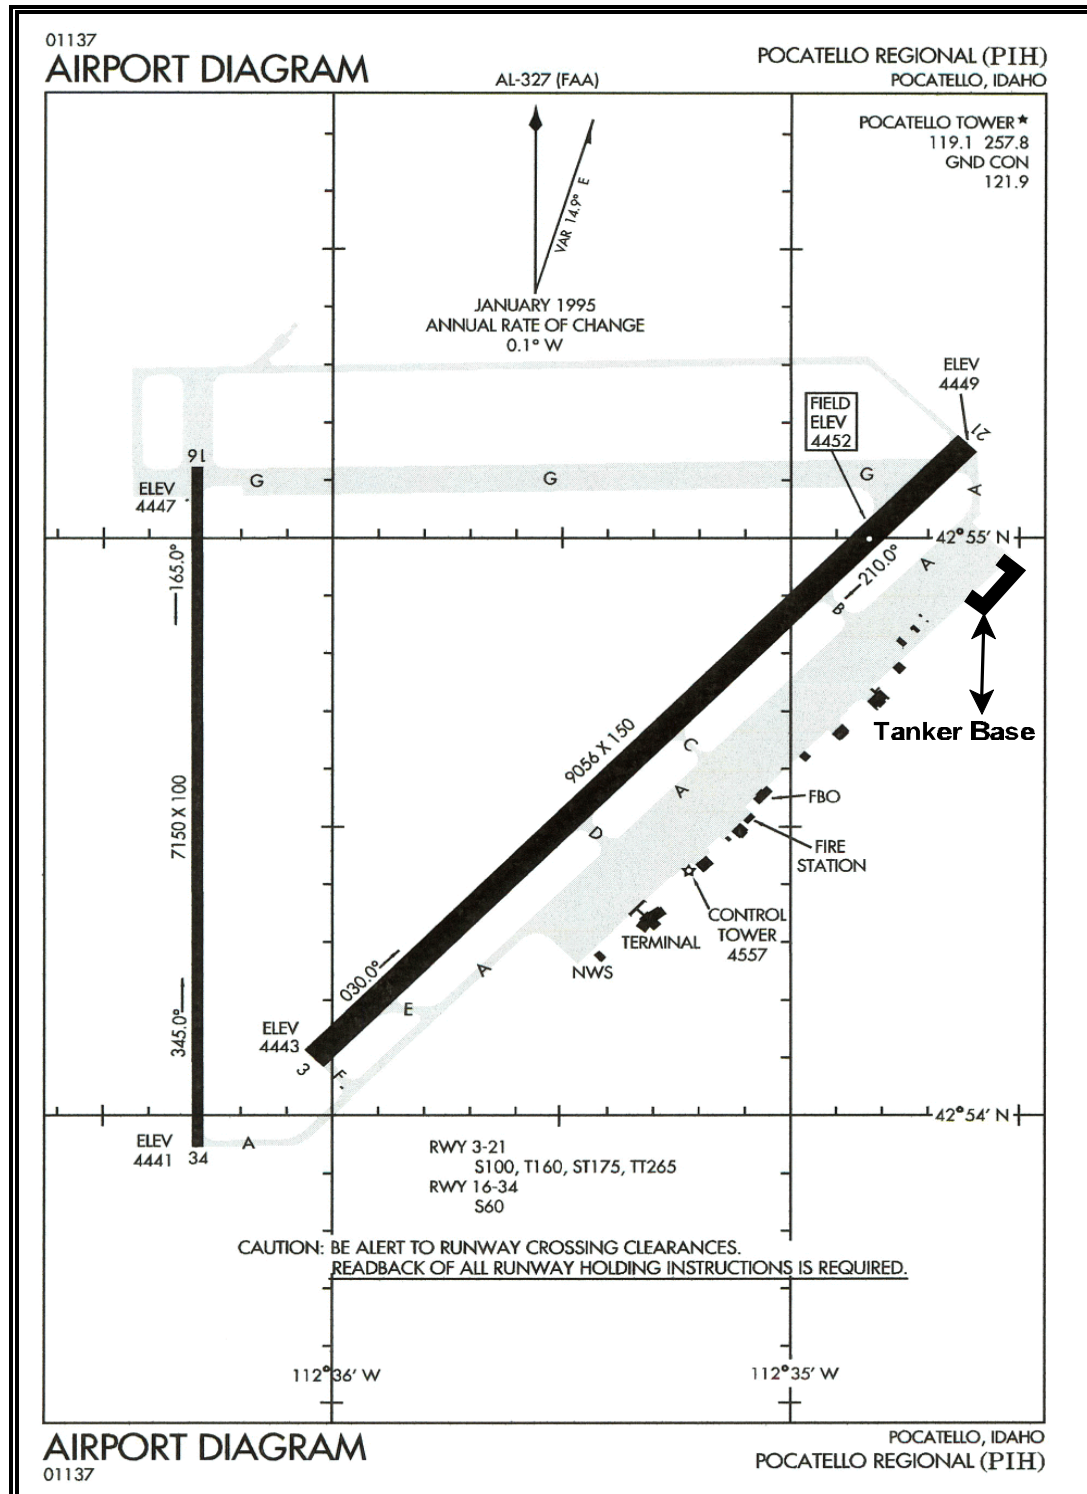 01137
AIRPORT DIAGRAM
AL-327 (FAA)
POCATELLO REGIONAL (PIH)
POCATELLO, IDAHO
POCATELLO TOWER★
119.1 257.8
GND CON
121.9
VAR 14.9° E
JANUARY 1995
ANNUAL RATE OF CHANGE
0.1° W
ELEV
4449
FIELD
ELEV
4452
21
16
G
G
G
A
ELEV
4447
42°55' N
165.0°
210.0°
A
B
Tanker Base
9056 X 150
C
A
7150 X 100
D
FBO
FIRE
STATION
CONTROL
TOWER
4557
TERMINAL
NWS
030.0°
A
E
345.0°
ELEV
4443
3
F
42°54' N
ELEV
4441
34
A
RWY 3-21
S100, T160, ST175, TT265
RWY 16-34
S60
CAUTION: BE ALERT TO RUNWAY CROSSING CLEARANCES.
READBACK OF ALL RUNWAY HOLDING INSTRUCTIONS IS REQUIRED.
112°36' W
112°35' W
AIRPORT DIAGRAM
01137
POCATELLO, IDAHO
POCATELLO REGIONAL (PIH)